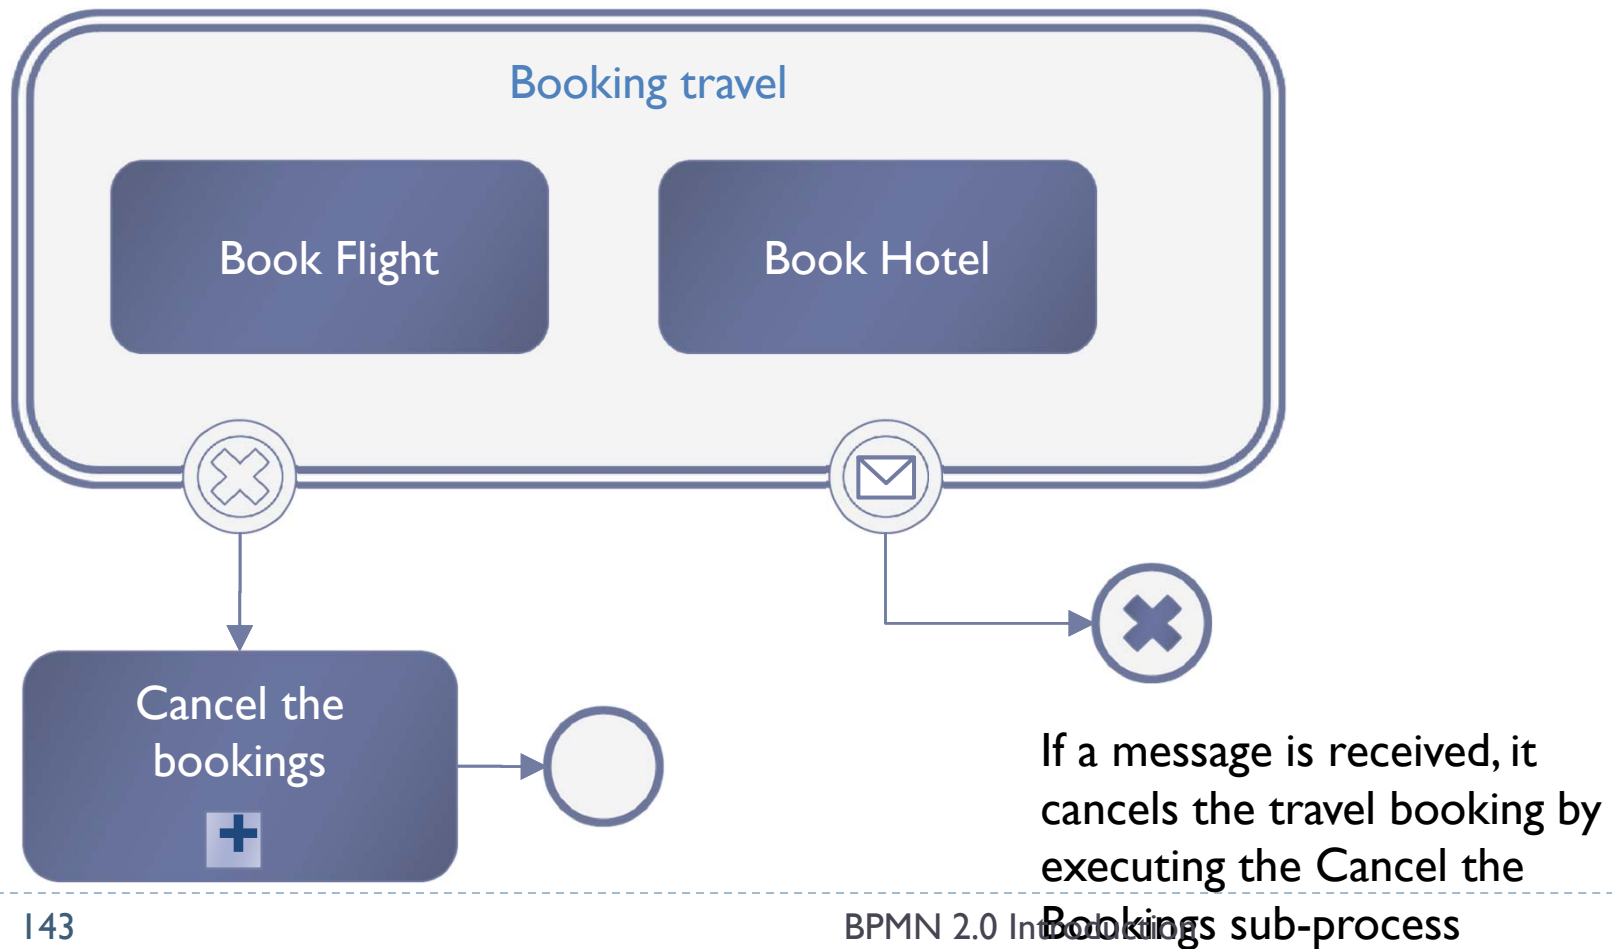 Booking travel
Book Flight
Book Hotel
Cancel the
bookings
If a message is received, it
cancels the travel booking by
executing the Cancel the
Bookings sub-process
143
BPMN 2.0 Introduction